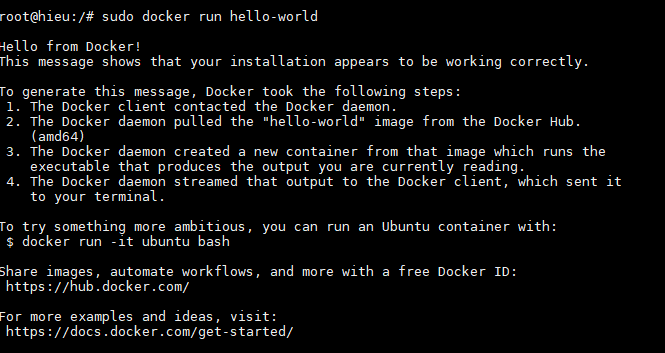 root@hieu:/# sudo docker run hello-world
Hello from Docker!
This message shows that your installation appears to be working correctly.
To generate this message, Docker took the following steps:
1. The Docker client contacted the Docker daemon.
2. The Docker daemon pulled the "hello-world" image from the Docker Hub.
(amd64)
3. The Docker daemon created a new container from that image which runs the
executable that produces the output you are currently reading.
4. The Docker daemon streamed that output to the Docker client, which sent it
to your terminal.
To try something more ambitious, you can run an Ubuntu container with:
$ docker run -it ubuntu bash
Share images, automate workflows, and more with a free Docker ID:
https://hub.docker.com/
For more examples and ideas, visit:
https://docs.docker.com/get-started/